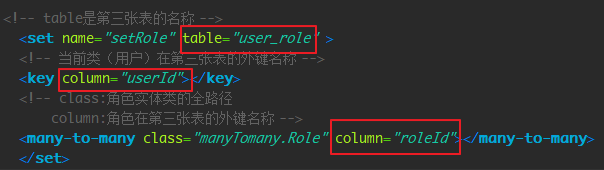 <!-- table是第三张表的名称 -->
<set name="setRole" table="user_role" >
<!-- 当前类（用户）在第三张表的外键名称 -->
<key column="userId"></key>
<!-- class:角色实体类的全路径
column:角色在第三张表的外键名称 -->
<many-to-many class="manyTomany.Role" column="roleId"></many-to-many>
</set>